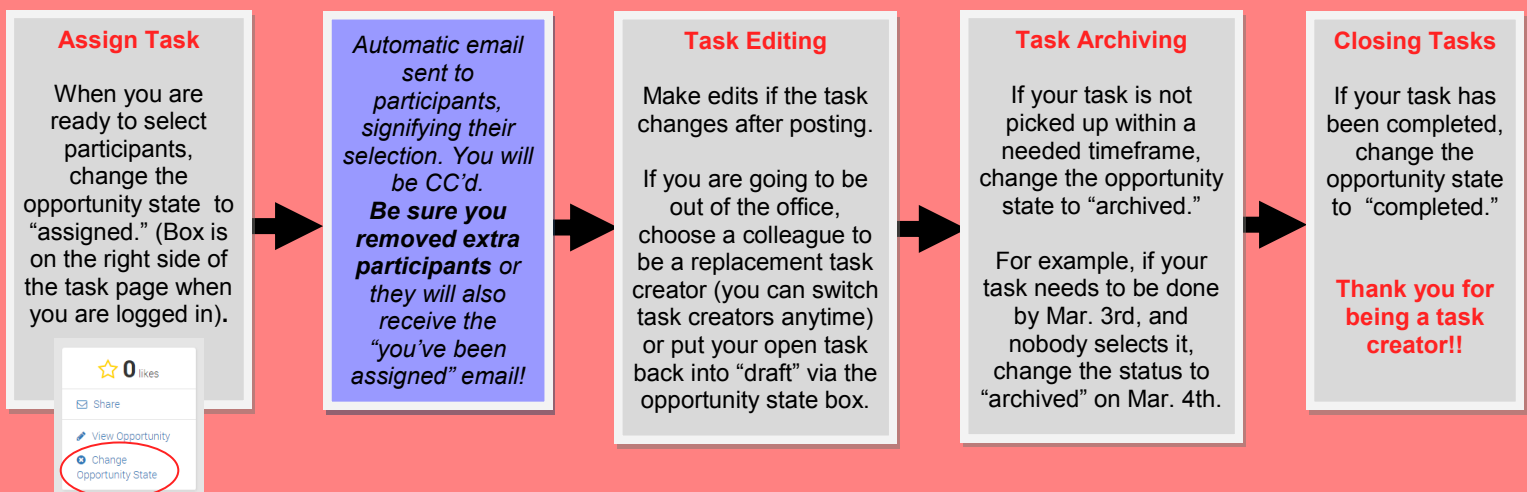 Assign Task
When you are
ready to select
participants,
change the
opportunity state to
“assigned.” (Box is
on the right side of
the task page when
you are logged in).
0 likes
Share
View Opportunity
Change
Opportunity State
Automatic email
sent to
participants,
signifying their
selection. You will
be CC’d.
Be sure you
removed extra
participants or
they will also
receive the
“you’ve been
assigned” email!
Task Editing
Make edits if the task
changes after posting.
If you are going to be
out of the office,
choose a colleague to
be a replacement task
creator (you can switch
task creators anytime)
or put your open task
back into “draft” via the
opportunity state box.
Task Archiving
If your task is not
picked up within a
needed timeframe,
change the opportunity
state to “archived.”
For example, if your
task needs to be done
by Mar. 3rd, and
nobody selects it,
change the status to
“archived” on Mar. 4th.
Closing Tasks
If your task has
been completed,
change the
opportunity state
to “completed.”
Thank you for
being a task
creator!!